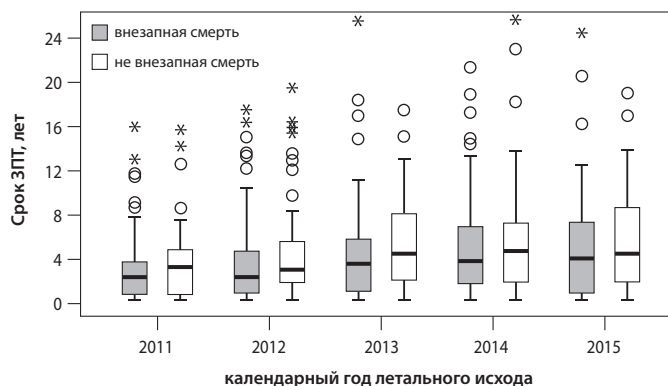 внезапная смерть
не внезапная смерть
Срок ЗПТ, лет
24
20
16
12
8
4
0
2011 2012 2013 2014 2015
календарный год летального исхода